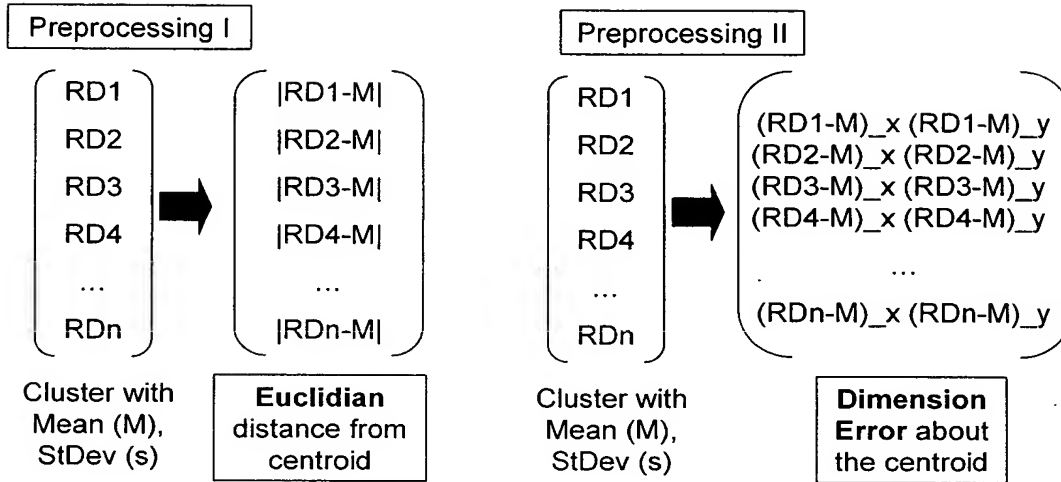 Preprocessing I
RD1
RD2
RD3
RD4
...
RDn
|RD1-M|
|RD2-M|
|RD3-M|
|RD4-M|
...
|RDn-M|
Cluster with
Mean (M),
StDev (s)
Euclidian
distance from
centroid
Preprocessing II
RD1
RD2
RD3
RD4
...
RDn
(RD1-M)_x (RD1-M)_y
(RD2-M)_x (RD2-M)_y
(RD3-M)_x (RD3-M)_y
(RD4-M)_x (RD4-M)_y
...
(RDn-M)_x (RDn-M)_y
Cluster with
Mean (M),
StDev (s)
Dimension
Error about
the centroid